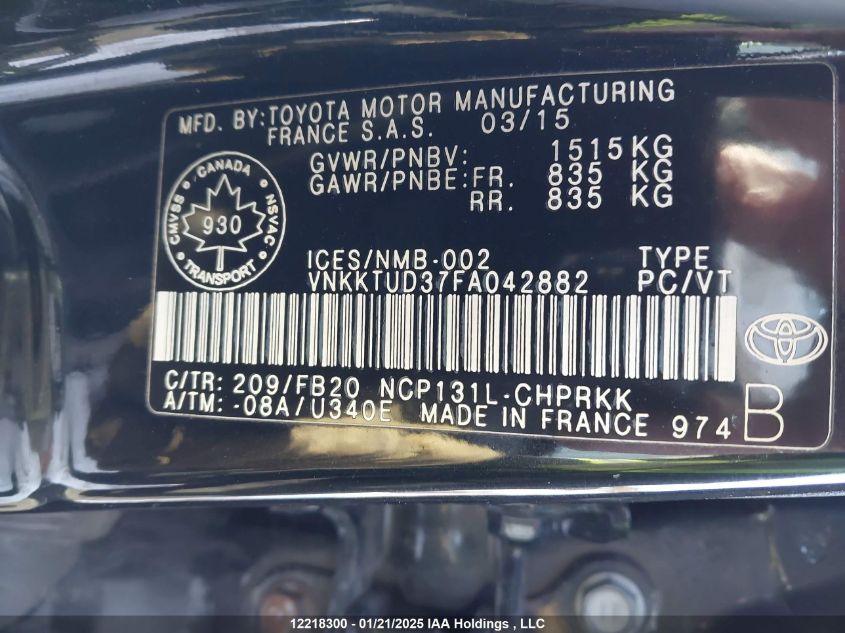 MFD. BY: TOYOTA MOTOR MANUFACTURING
FRANCE S.A.S. 03/15
GVWR/PNBV: 1515 KG
GAWR/PNBE: FR. 835 KG
RR. 835 KG
CANADA
CMVSS 930 NSVAC
TRANSPORT
ICES/NMB-002 TYPE
VNKKTUD37FA042882 PC/VT
C/TR: 209/FB20 NCP131L-CHPRKK
A/TM: -08A/U340E MADE IN FRANCE 974 B
12218300 - 01/21/2025 IAA Holdings, LLC